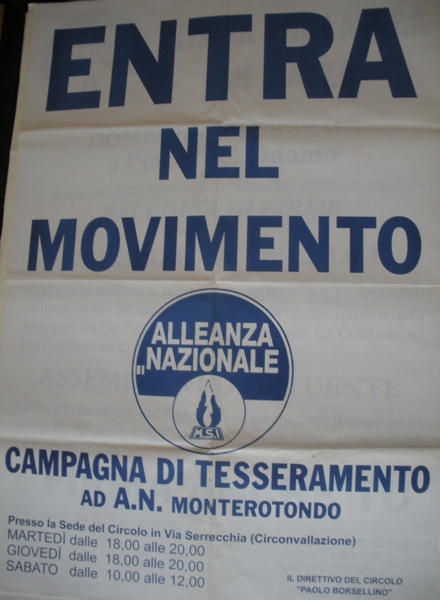 ENTRA
NEL
MOVIMENTO
ALLEANZA
NAZIONALE
M.S.I.
CAMPAGNA DI TESSERAMENTO
AD A.N. MONTEROTONDO
Presso la Sede del Circolo in Via Serrecchia (Circonvallazione)
MARTEDÌ dalle 18,00 alle 20,00
GIOVEDÌ dalle 18,00 alle 20,00
SABATO dalle 10,00 alle 12,00
IL DIRETTIVO DEL CIRCOLO
"PAOLO BORSELLINO"